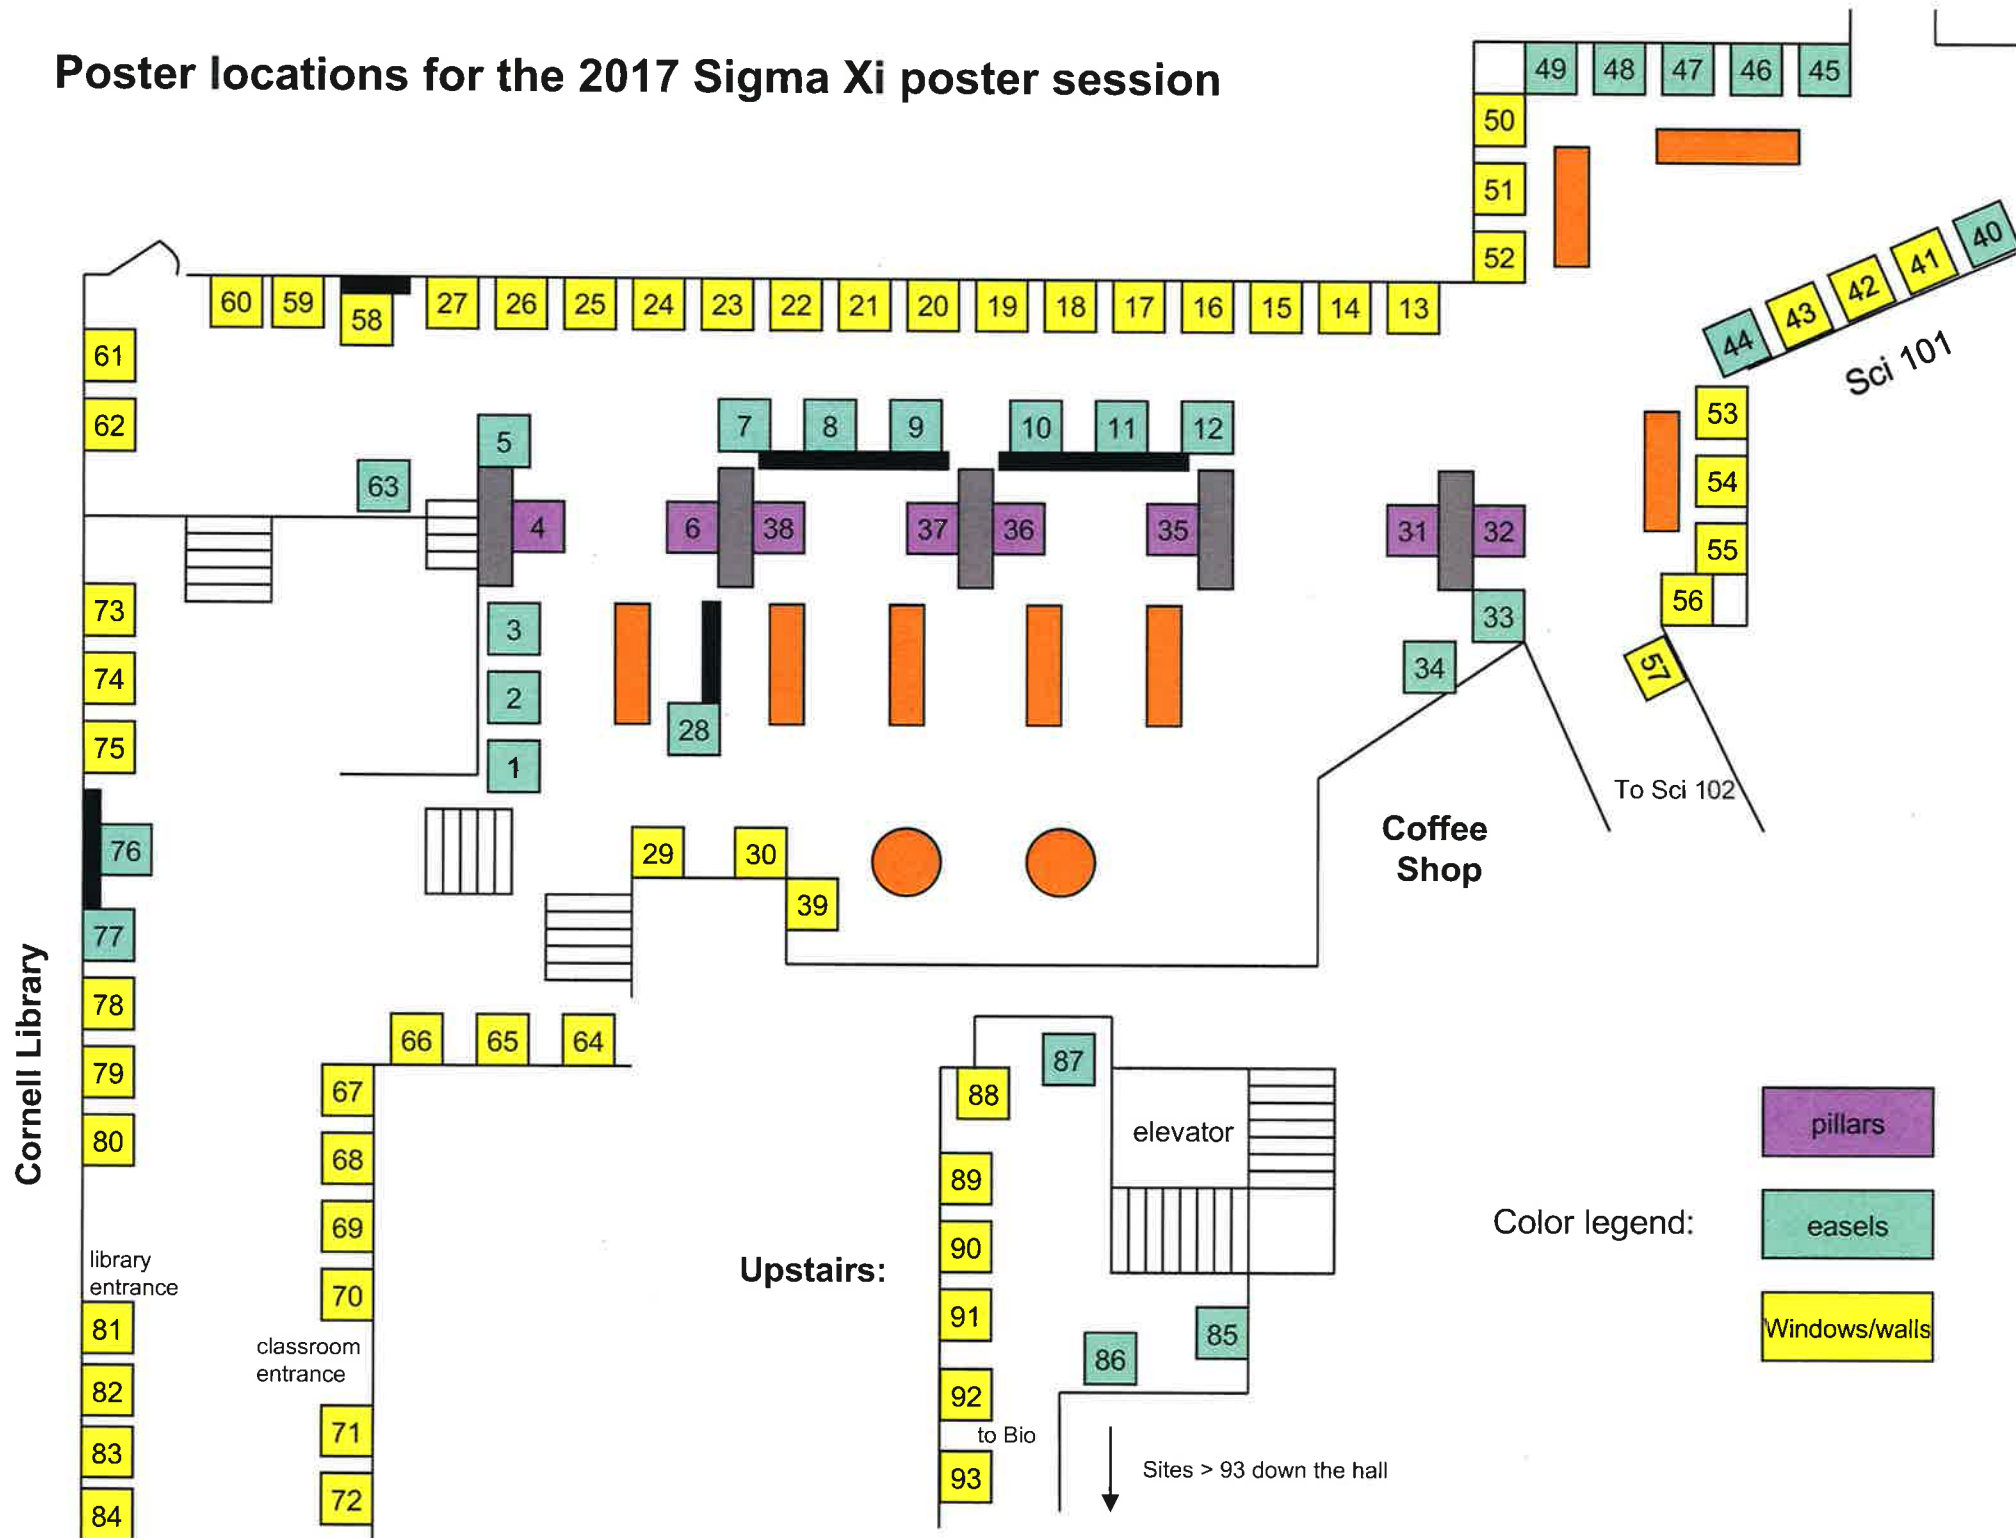 Poster locations for the 2017 Sigma Xi poster session
49 48 47 46 45
50
51
52
40
41
42
43
44
Sci 101
60 59 58 27 26 25 24 23 22 21 20 19 18 17 16 15 14 13
61
62
53
54
55
56
57
5
7 8 9 10 11 12
63
4 6 38 37 36 35 31 32
33
34
3
2
1
28
73
74
75
76
77
78
79
80
To Sci 102
Coffee
Shop
29 30
39
Cornell Library
66 65 64
67
68
69
70
library
entrance
81
82
83
84
classroom
entrance
71
72
Upstairs:
87
88
elevator
89
90
91
92
to Bio
93
85
86
Sites > 93 down the hall
Color legend:
pillars
easels
Windows/walls